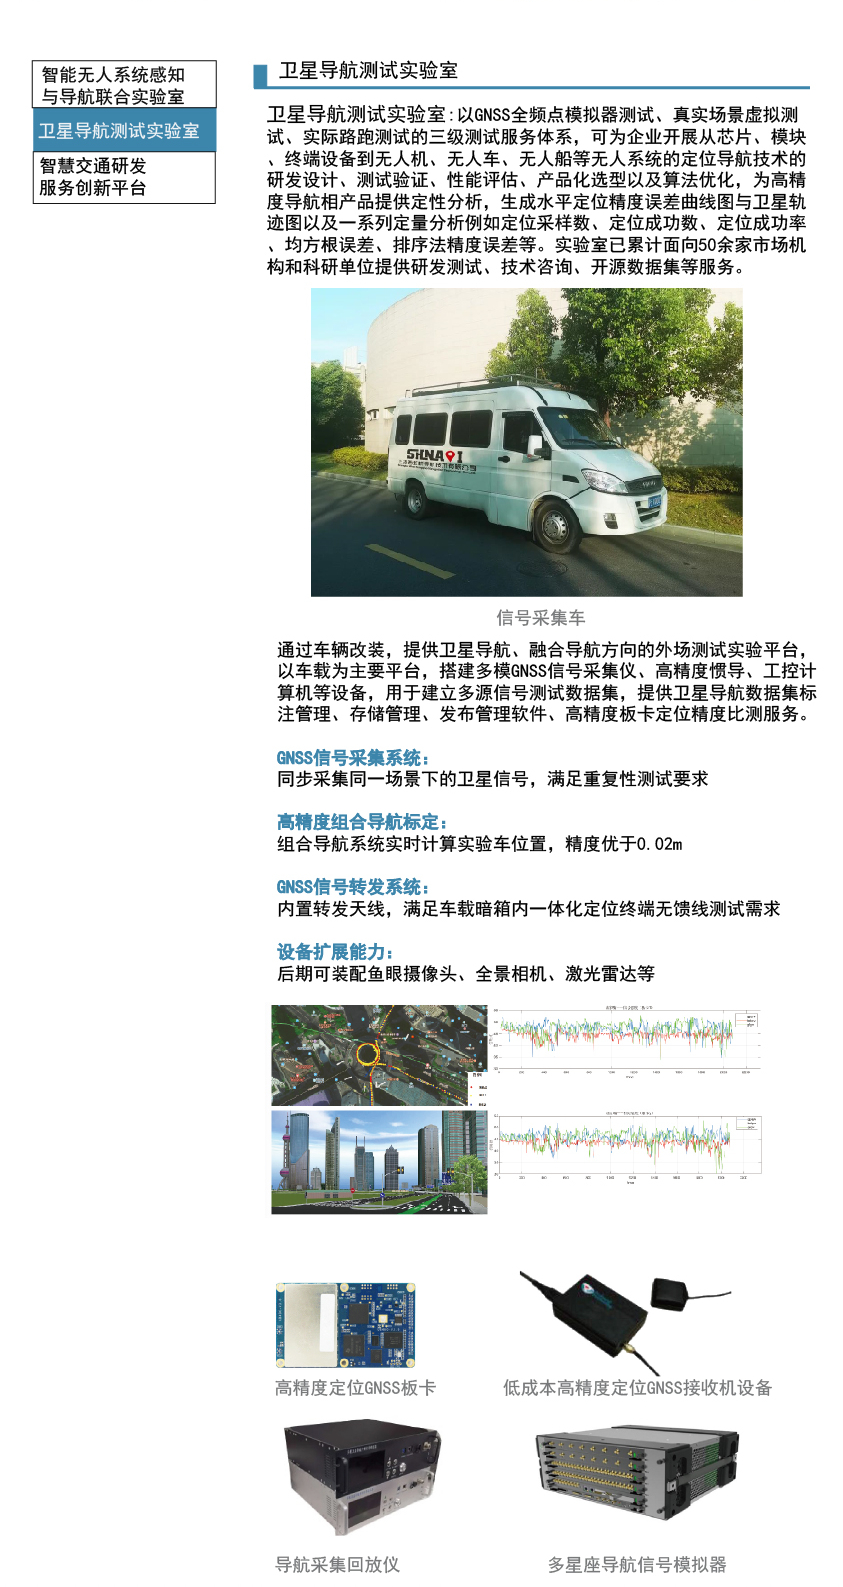 智能无人系统感知
与导航联合实验室
卫星导航测试实验室
智慧交通研发
服务创新平台
卫星导航测试实验室
卫星导航测试实验室:以GNSS全频点模拟器测试、真实场景虚拟测
试、实际路跑测试的三级测试服务体系，可为企业开展从芯片、模块
、终端设备到无人机、无人车、无人船等无人系统的定位导航技术的
研发设计、测试验证、性能评估、产品化选型以及算法优化，为高精
度导航相产品提供定性分析，生成水平定位精度误差曲线图与卫星轨
迹图以及一系列定量分析例如定位采样数、定位成功数、定位成功率
、均方根误差、排序法精度误差等。实验室已累计面向50余家市场机
构和科研单位提供研发测试、技术咨询、开源数据集等服务。
SHNAVI
信号采集车
通过车辆改装，提供卫星导航、融合导航方向的外场测试实验平台，
以车载为主要平台，搭建多模GNSS信号采集仪、高精度惯导、工控计
算机等设备，用于建立多源信号测试数据集，提供卫星导航数据集标
注管理、存储管理、发布管理软件、高精度板卡定位精度比测服务。
GNSS信号采集系统：
同步采集同一场景下的卫星信号，满足重复性测试要求
高精度组合导航标定：
组合导航系统实时计算实验车位置，精度优于0.02m
GNSS信号转发系统：
内置转发天线，满足车载暗箱内一体化定位终端无馈线测试需求
设备扩展能力：
后期可装配鱼眼摄像头、全景相机、激光雷达等
高精度定位GNSS板卡
低成本高精度定位GNSS接收机设备
导航采集回放仪
多星座导航信号模拟器